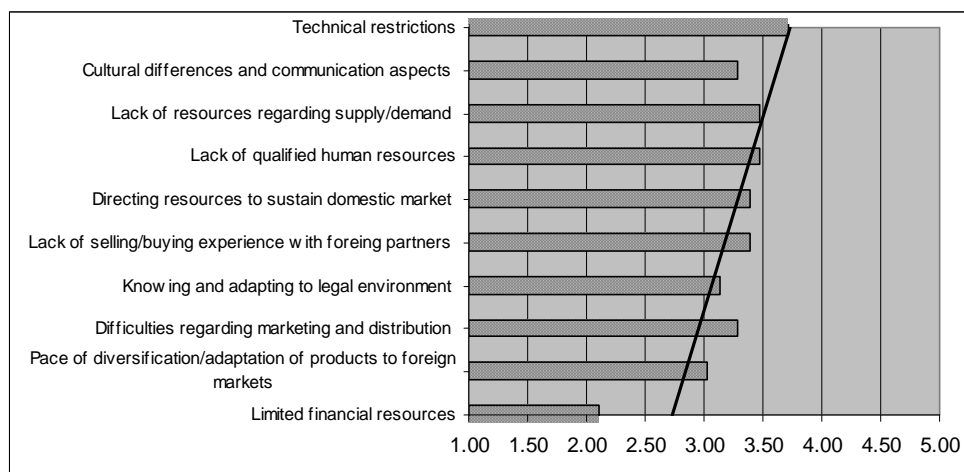 Technical restrictions
Cultural differences and communication aspects
Lack of resources regarding supply/demand
Lack of qualified human resources
Directing resources to sustain domestic market
Lack of selling/buying experience with foreing partners
Knowing and adapting to legal environment
Difficulties regarding marketing and distribution
Pace of diversification/adaptation of products to foreign
markets
Limited financial resources
1.00 1.50 2.00 2.50 3.00 3.50 4.00 4.50 5.00